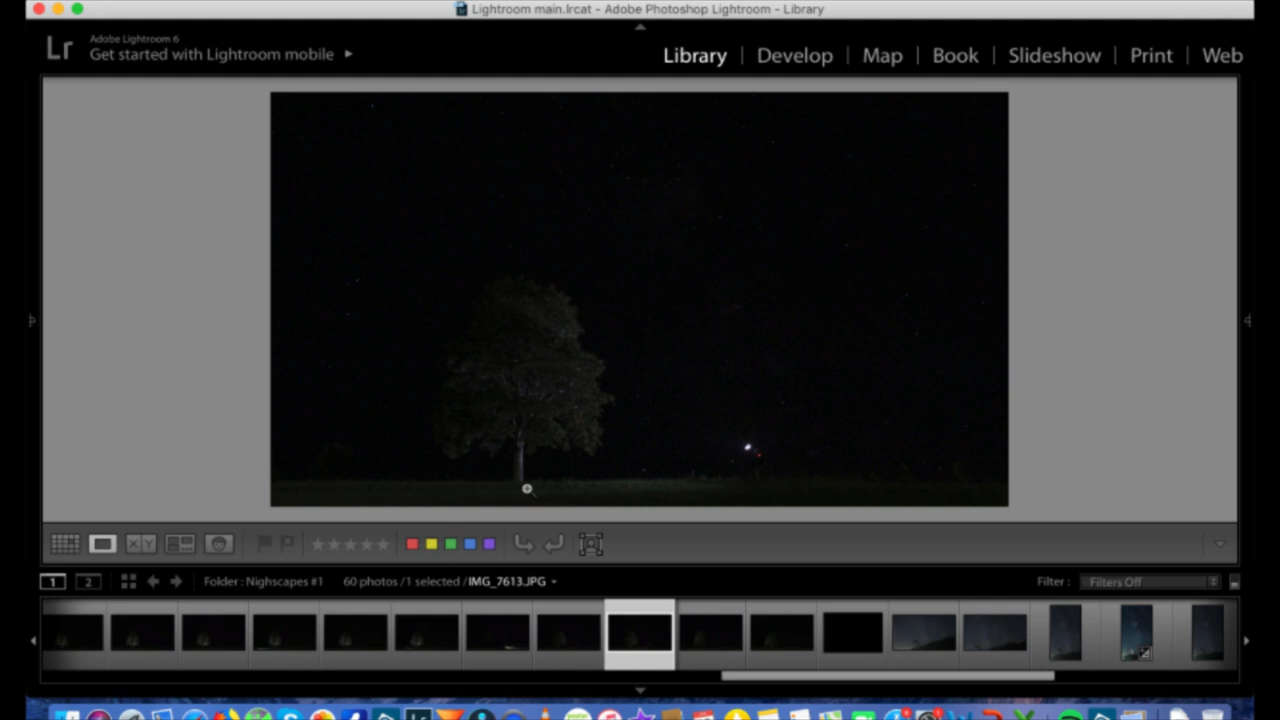 Lightroom main.lrcat - Adobe Photoshop Lightroom - Library
Lr
Adobe Lightroom 6
Get started with Lightroom mobile
Library | Develop | Map | Book | Slideshow | Print | Web
X Y
1 2 Folder : Nighscapes #1 60 photos / 1 selected / IMG_7613.JPG Filter : Filters Off
Lr